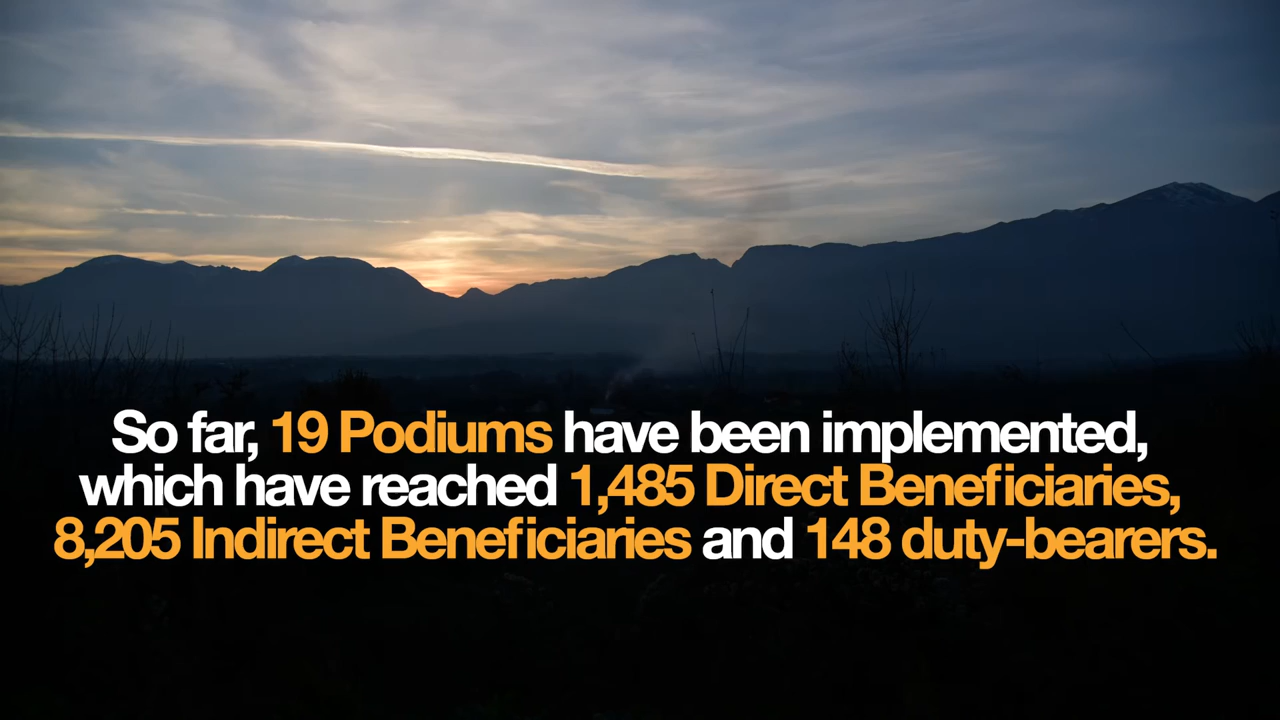 So far, 19 Podiums have been implemented,
which have reached 1,485 Direct Beneficiaries,
8,205 Indirect Beneficiaries and 148 duty-bearers.